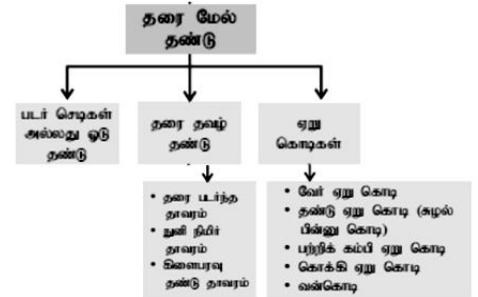 தரை மேல்
தண்டு
படர் செடிகள்
அல்லது ஓடு
தண்டு
தரை தவழ்
தண்டு
ஏறு
கொடிகள்
• தரை படர்ந்த
தாவரம்
• நுனி நிமிர்
தாவரம்
• கிளைபரவு
தண்டு தாவரம்
• வேர் ஏறு கொடி
• தண்டு ஏறு கொடி (சுழல்
பின்னு கொடி)
• பற்றிக் கம்பி ஏறு கொடி
• கொக்கி ஏறு கொடி
• வன்கொடி